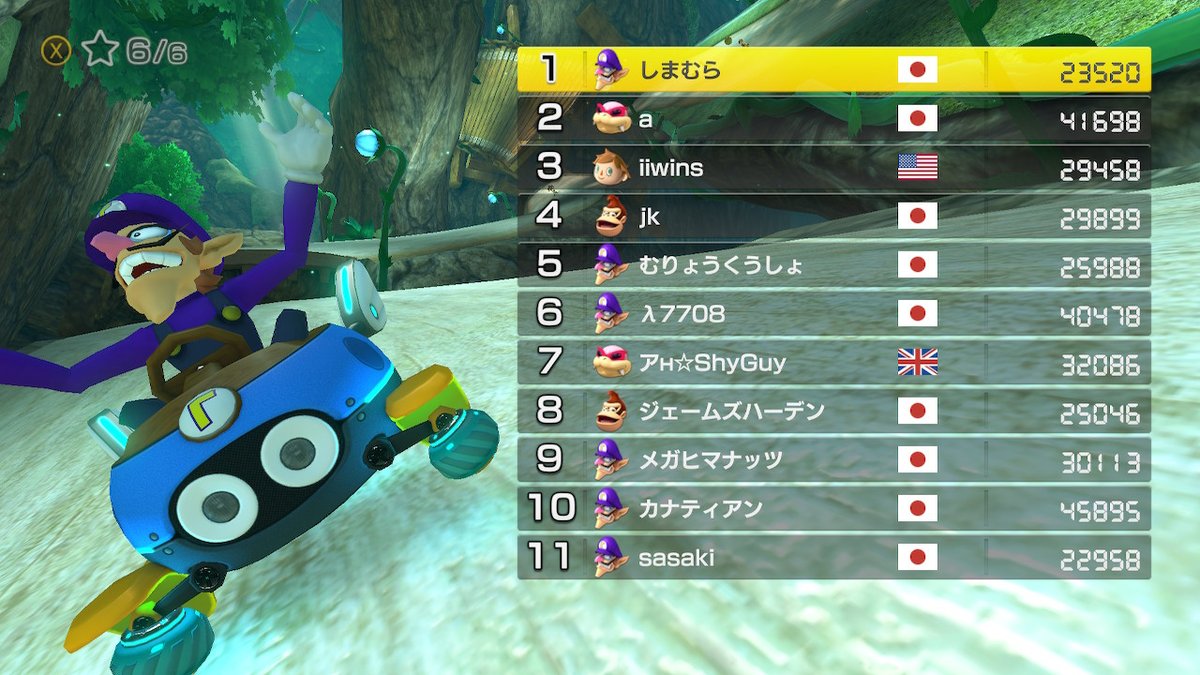 X ☆ 6/6
1 しまむら 23520
2 a 41698
3 iiwins 29458
4 jk 29899
5 むりょうくうしょ 25988
6 λ7708 40478
7 アʜ☆ShyGuy 32086
8 ジェームズハーデン 25046
9 メガヒマナッツ 30113
10 カナティアン 45895
11 sasaki 22958